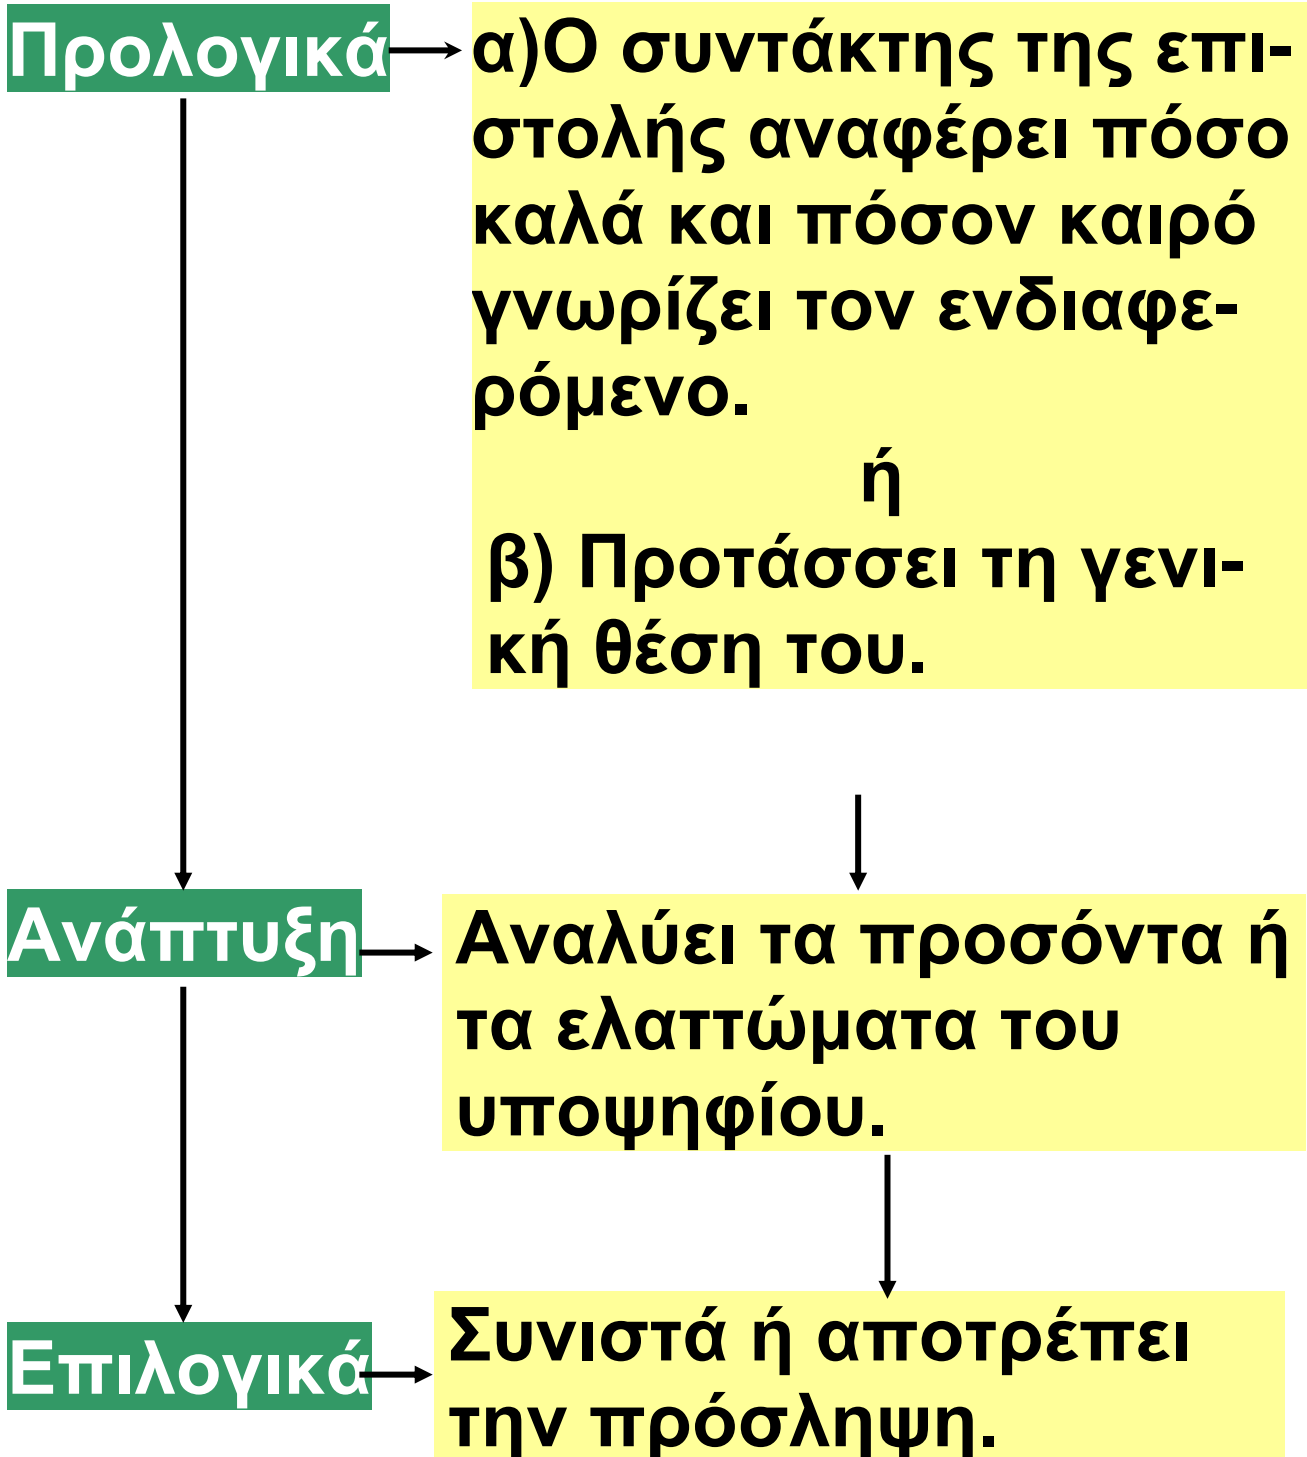 Προλογικά
α)Ο συντάκτης της επι-
στολής αναφέρει πόσο
καλά και πόσον καιρό
γνωρίζει τον ενδιαφε-
ρόμενο.
ή
β) Προτάσσει τη γενι-
κή θέση του.
Ανάπτυξη
Αναλύει τα προσόντα ή
τα ελαττώματα του
υποψηφίου.
Επιλογικά
Συνιστά ή αποτρέπει
την πρόσληψη.